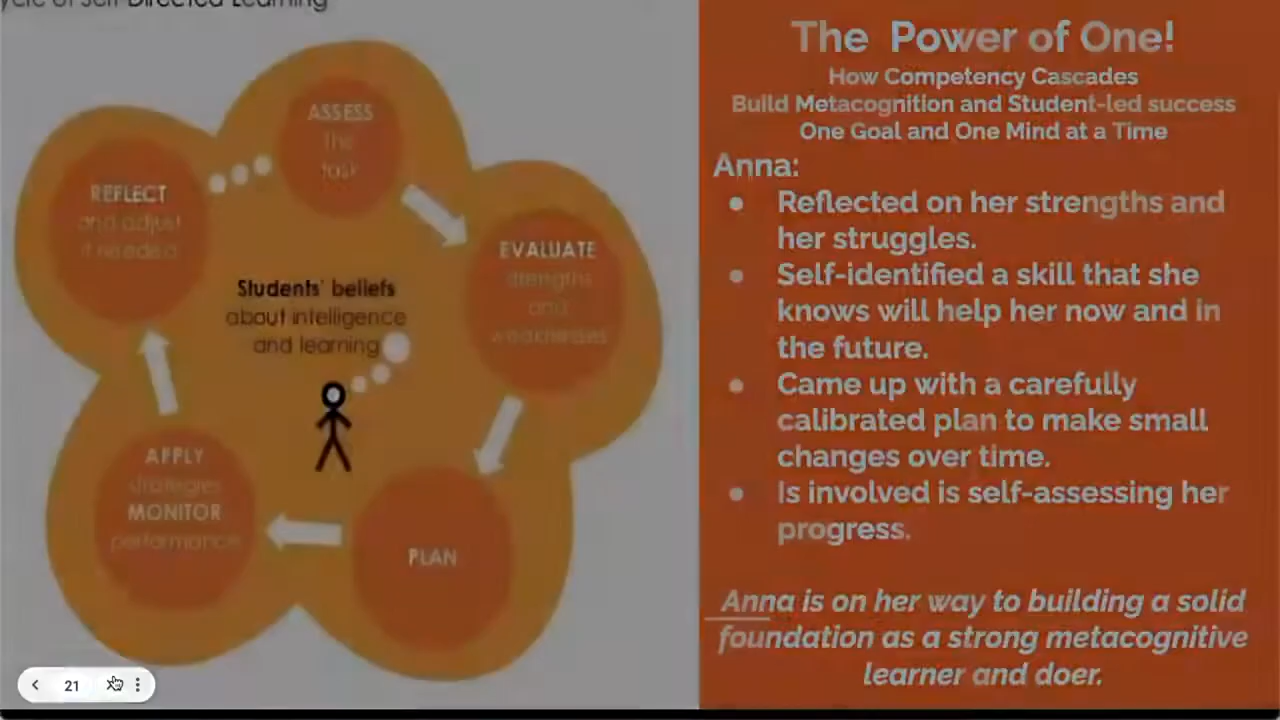 Cycle of Self-Directed Learning
ASSESS
the
task
REFLECT
and adjust
if needed
EVALUATE
strengths
and
weaknesses
Students' beliefs
about intelligence
and learning
APPLY
strategies
MONITOR
performance
PLAN
The Power of One!
How Competency Cascades
Build Metacognition and Student-led success
One Goal and One Mind at a Time
Anna:
● Reflected on her strengths and
her struggles.
● Self-identified a skill that she
knows will help her now and in
the future.
● Came up with a carefully
calibrated plan to make small
changes over time.
● Is involved is self-assessing her
progress.
Anna is on her way to building a solid
foundation as a strong metacognitive
learner and doer.
21